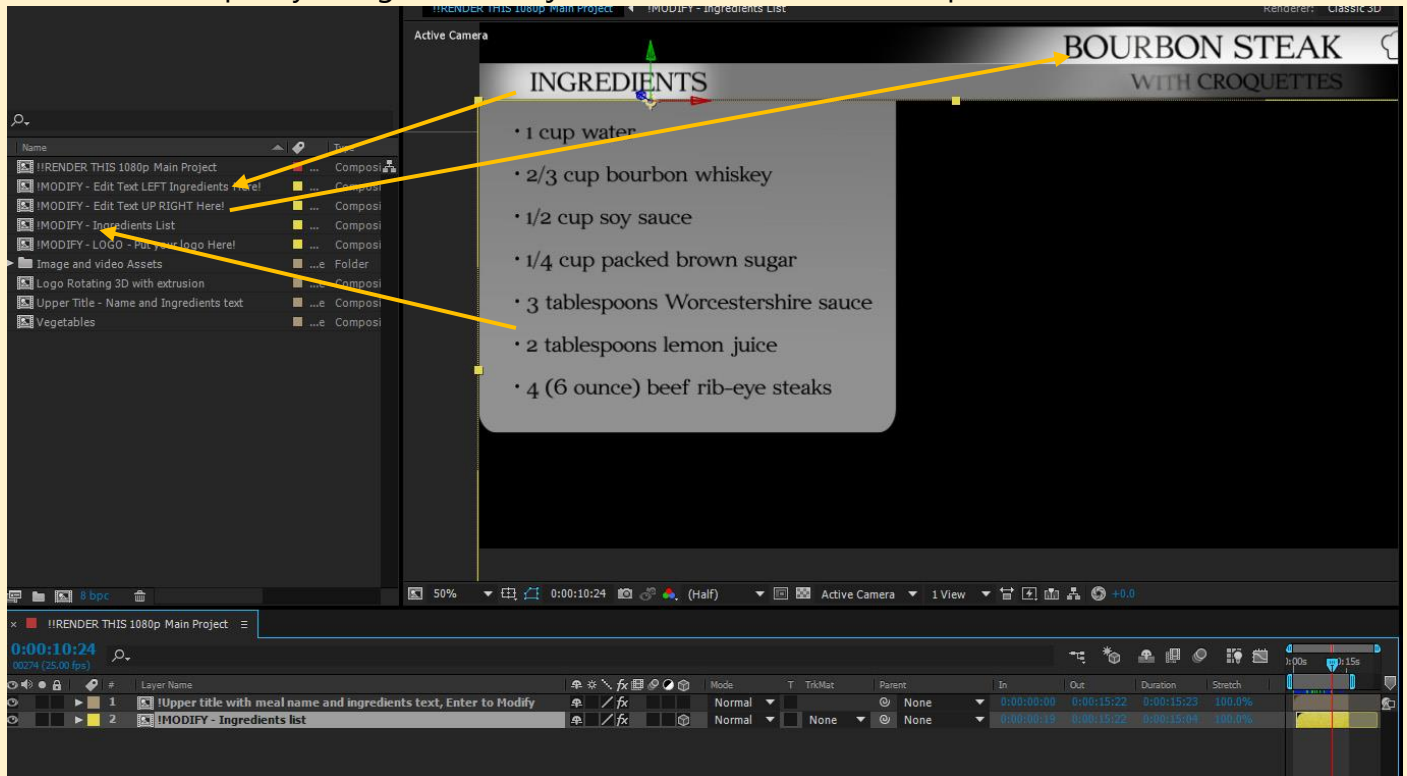 !!RENDER THIS 1080p Main Project !MODIFY - Ingredients List Renderer: Classic 3D
Active Camera
BOURBON STEAK
INGREDIENTS WITH CROQUETTES
• 1 cup water
• 2/3 cup bourbon whiskey
• 1/2 cup soy sauce
• 1/4 cup packed brown sugar
• 3 tablespoons Worcestershire sauce
• 2 tablespoons lemon juice
• 4 (6 ounce) beef rib-eye steaks
Name Type
!!RENDER THIS 1080p Main Project ... Composi
!MODIFY - Edit Text LEFT Ingredients Here! ... Composi
!MODIFY - Edit Text UP RIGHT Here! ... Composi
!MODIFY - Ingredients List ... Composi
!MODIFY - LOGO - Put your logo Here! ... Composi
Image and video Assets ...e Folder
Logo Rotating 3D with extrusion ...e Composi
Upper Title - Name and Ingredients text ...e Composi
Vegetables ...e Composi
8 bpc
50% 0:00:10:24 (Half) Active Camera 1 View +0.0
× !!RENDER THIS 1080p Main Project
0:00:10:24
00274 (25.00 fps)
):00s 15s
# Layer Name Mode T TrkMat Parent In Out Duration Stretch
1 !Upper title with meal name and ingredients text, Enter to Modify Normal None 0:00:00:00 0:00:15:22 0:00:15:23 100.0%
2 !MODIFY - Ingredients list Normal None None 0:00:00:19 0:00:15:22 0:00:15:04 100.0%